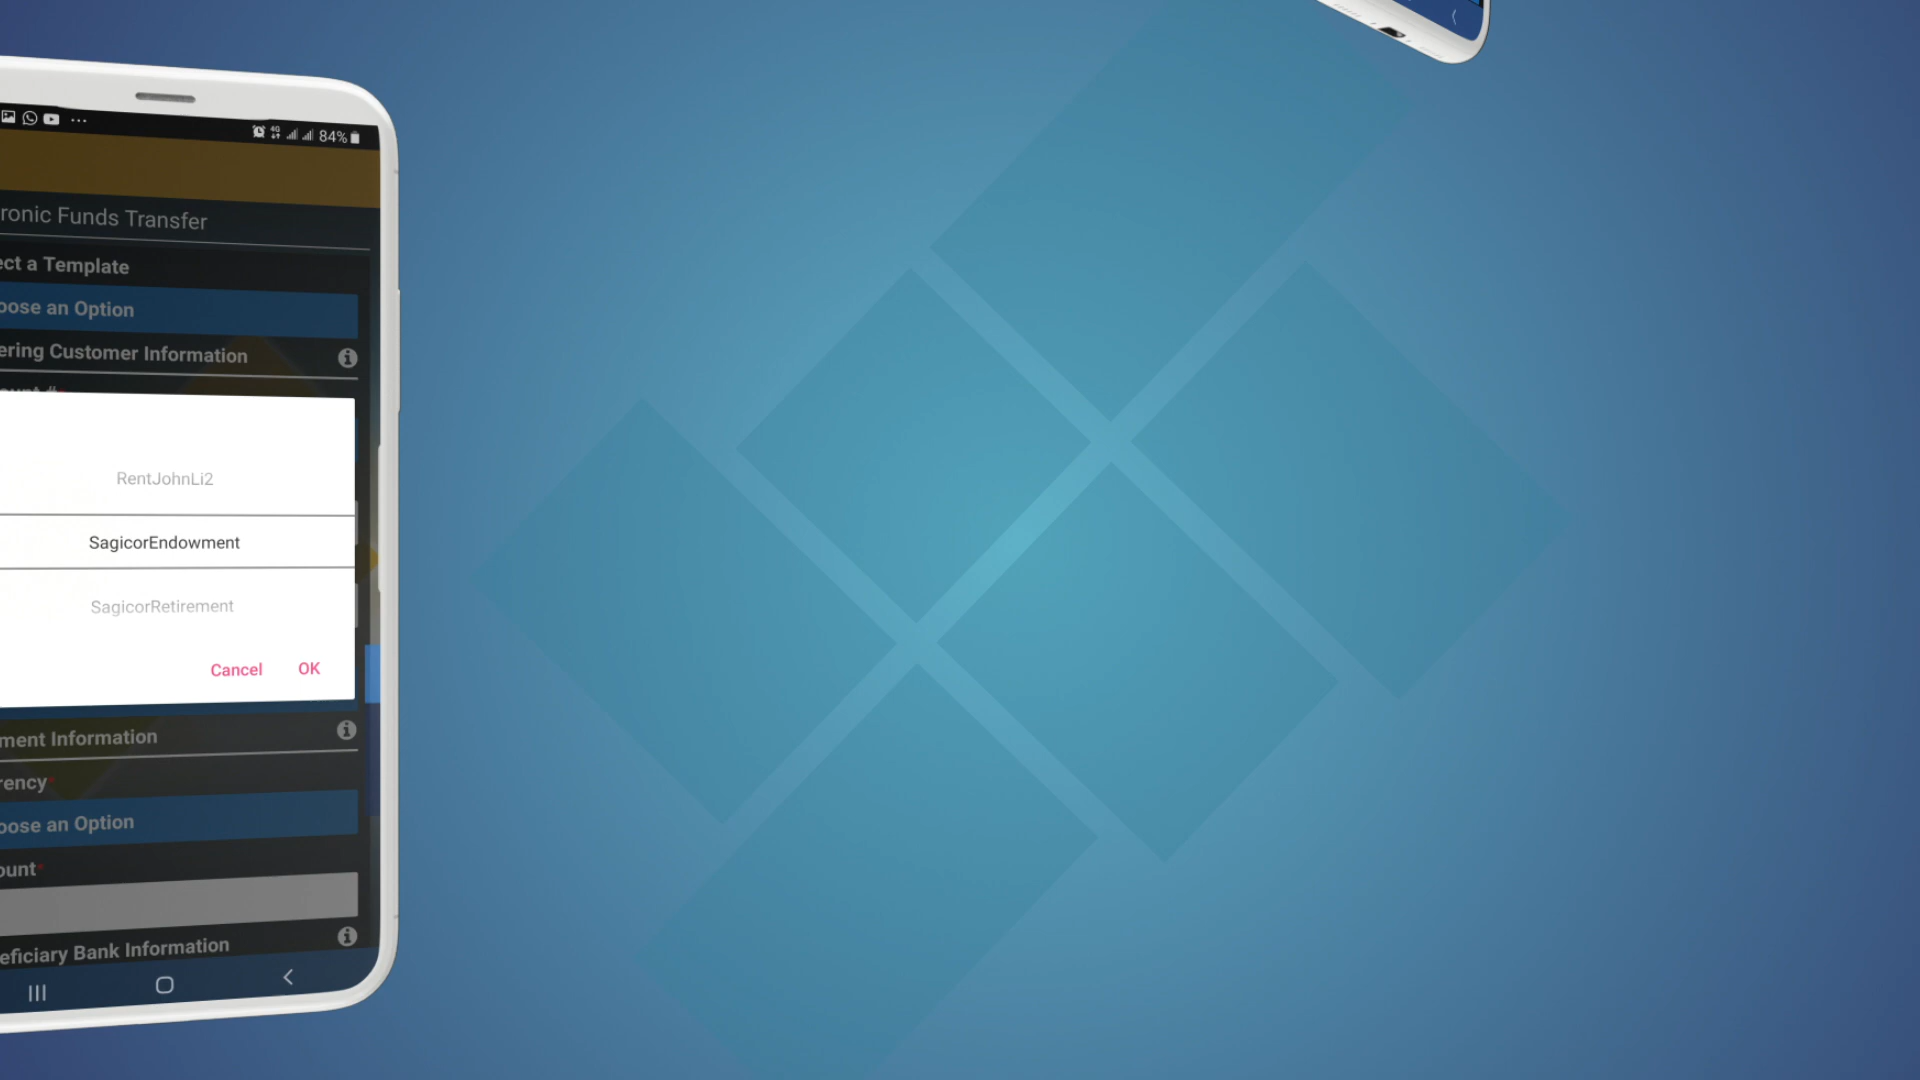 84%
ronic Funds Transfer
ct a Template
oose an Option
ering Customer Information
RentJohnLi2
SagicorEndowment
SagicorRetirement
Cancel OK
ment Information
rency*
oose an Option
ount*
eficiary Bank Information